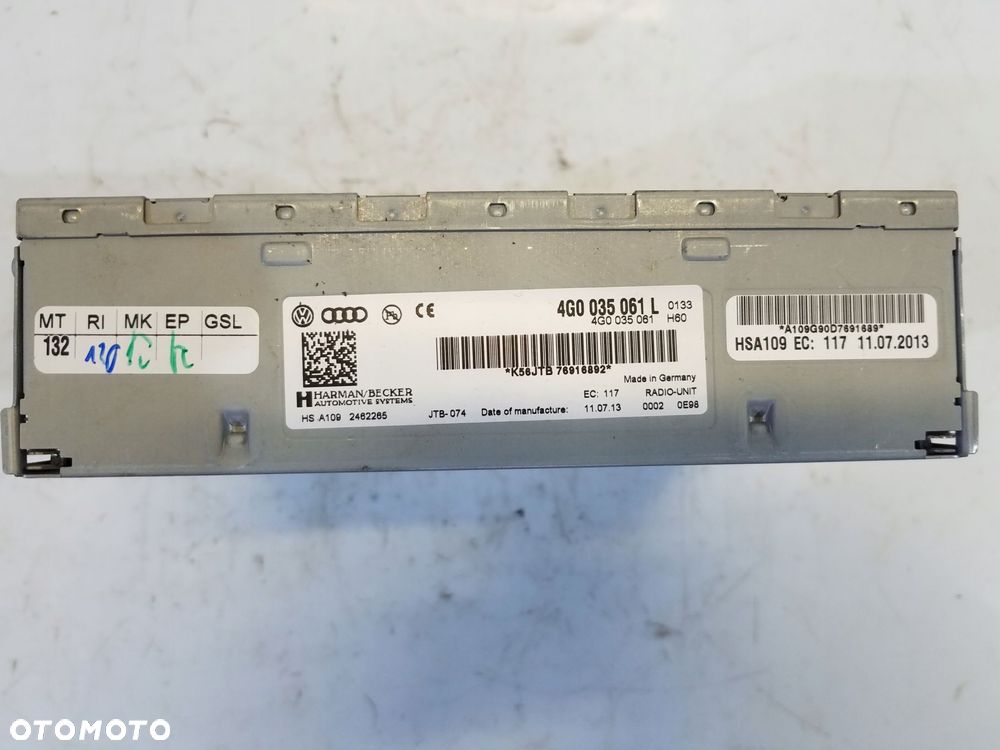 MT RI MK EP GSL
132 120
4G0 035 061 L 0133
4G0 035 061 H60
*K56JTB 76916892*
Made in Germany
HARMAN/BECKER
AUTOMOTIVE SYSTEMS
EC: 117 RADIO-UNIT
HS A109 2462265 JTB-074 Date of manufacture: 11.07.13 0002 0E98
*A109G90D7691689*
HSA109 EC: 117 11.07.2013
OTOMOTO